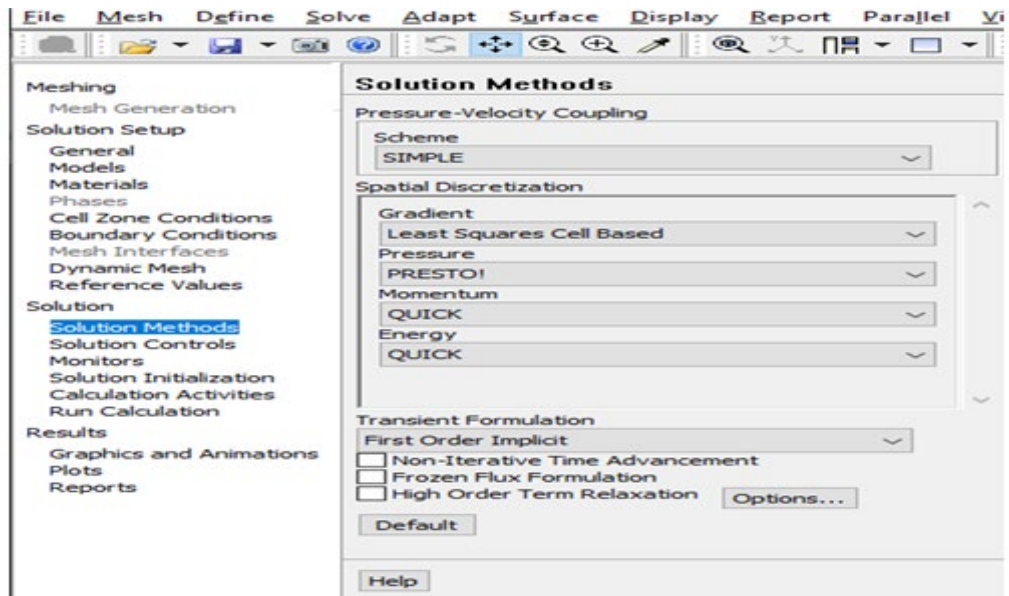 File Mesh Define Solve Adapt Surface Display Report Parallel Vi
Meshing
Mesh Generation
Solution Setup
General
Models
Materials
Phases
Cell Zone Conditions
Boundary Conditions
Mesh Interfaces
Dynamic Mesh
Reference Values
Solution
Solution Methods
Solution Controls
Monitors
Solution Initialization
Calculation Activities
Run Calculation
Results
Graphics and Animations
Plots
Reports
Solution Methods
Pressure-Velocity Coupling
Scheme
SIMPLE
Spatial Discretization
Gradient
Least Squares Cell Based
Pressure
PRESTO!
Momentum
QUICK
Energy
QUICK
Transient Formulation
First Order Implicit
Non-Iterative Time Advancement
Frozen Flux Formulation
High Order Term Relaxation Options...
Default
Help